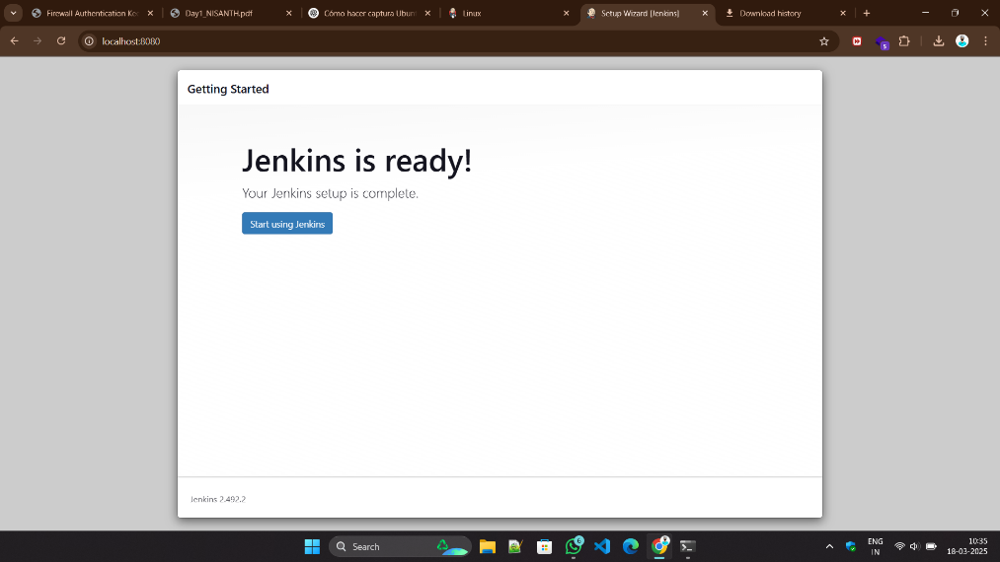 Firewall Authentication Ke
Day1_NISANTH.pdf
Cómo hacer captura Ubun
Linux
Setup Wizard [Jenkins]
Download history
localhost:8080
5
Getting Started
Jenkins is ready!
Your Jenkins setup is complete.
Start using Jenkins
Jenkins 2.492.2
Search
6
ENG
IN
10:35
18-03-2025